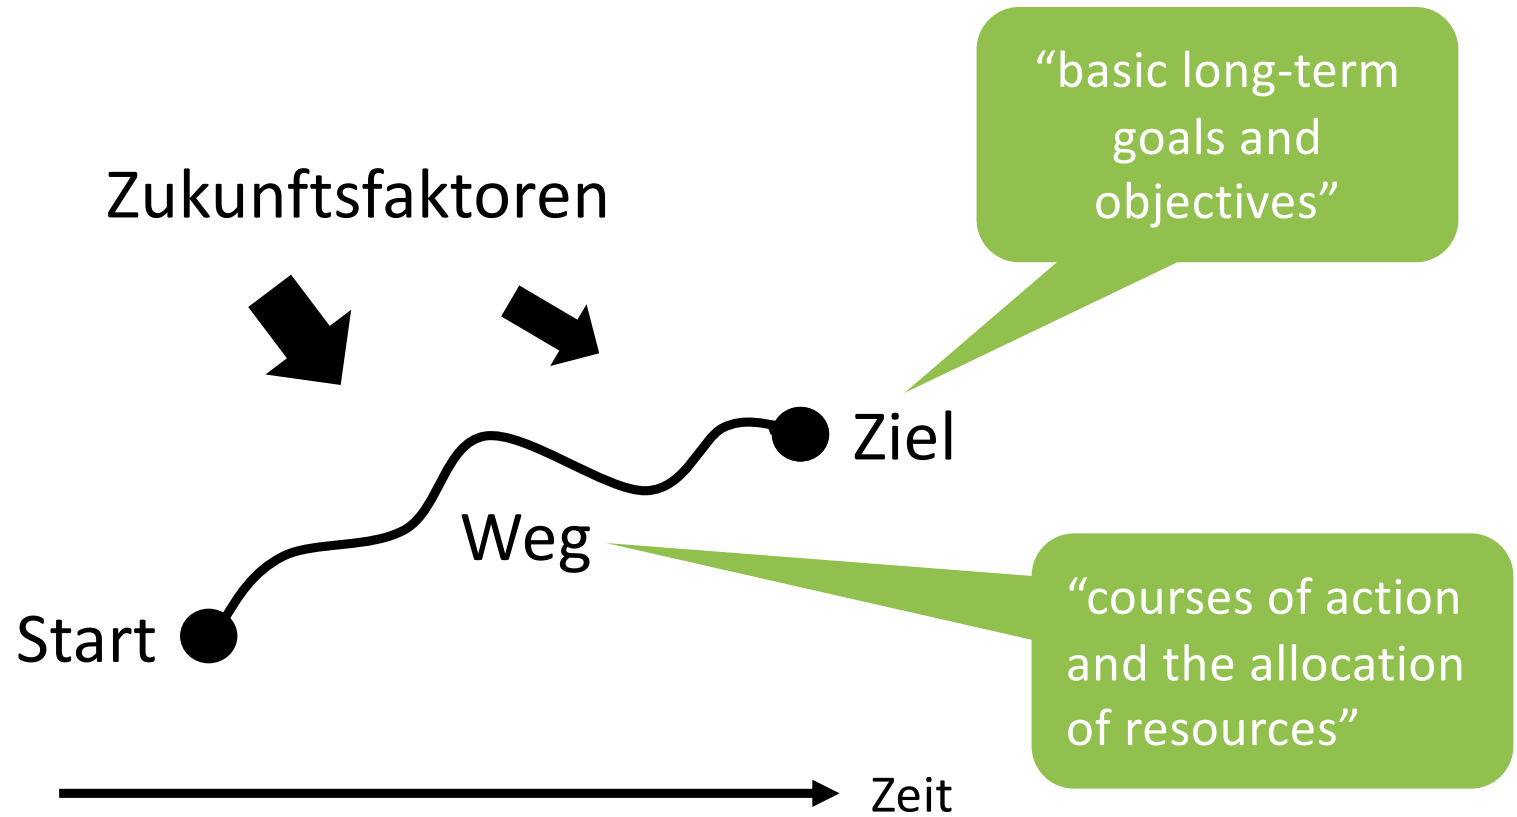 “basic long-term
goals and
objectives”
Zukunftsfaktoren
Ziel
Weg
“courses of action
and the allocation
of resources”
Start
Zeit